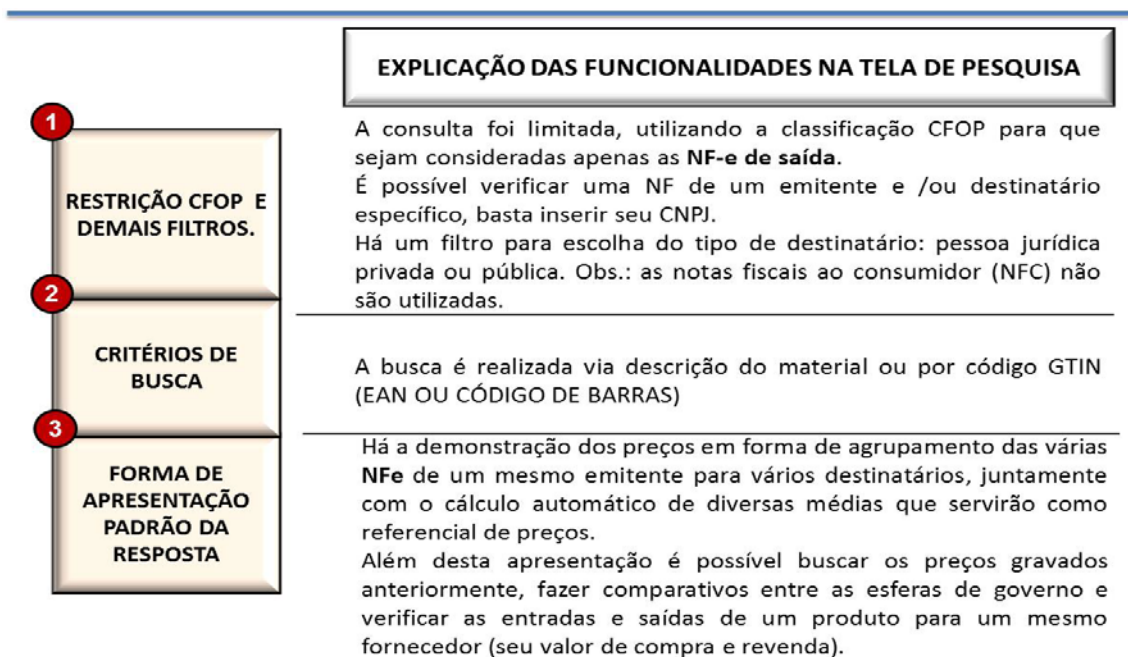 EXPLICAÇÃO DAS FUNCIONALIDADES NA TELA DE PESQUISA
1
RESTRIÇÃO CFOP E
DEMAIS FILTROS.
A consulta foi limitada, utilizando a classificação CFOP para que
sejam consideradas apenas as NF-e de saída.
É possível verificar uma NF de um emitente e /ou destinatário
específico, basta inserir seu CNPJ.
Há um filtro para escolha do tipo de destinatário: pessoa jurídica
privada ou pública. Obs.: as notas fiscais ao consumidor (NFC) não
são utilizadas.
2
CRITÉRIOS DE
BUSCA
A busca é realizada via descrição do material ou por código GTIN
(EAN OU CÓDIGO DE BARRAS)
3
FORMA DE
APRESENTAÇÃO
PADRÃO DA
RESPOSTA
Há a demonstração dos preços em forma de agrupamento das várias
NFe de um mesmo emitente para vários destinatários, juntamente
com o cálculo automático de diversas médias que servirão como
referencial de preços.
Além desta apresentação é possível buscar os preços gravados
anteriormente, fazer comparativos entre as esferas de governo e
verificar as entradas e saídas de um produto para um mesmo
fornecedor (seu valor de compra e revenda).